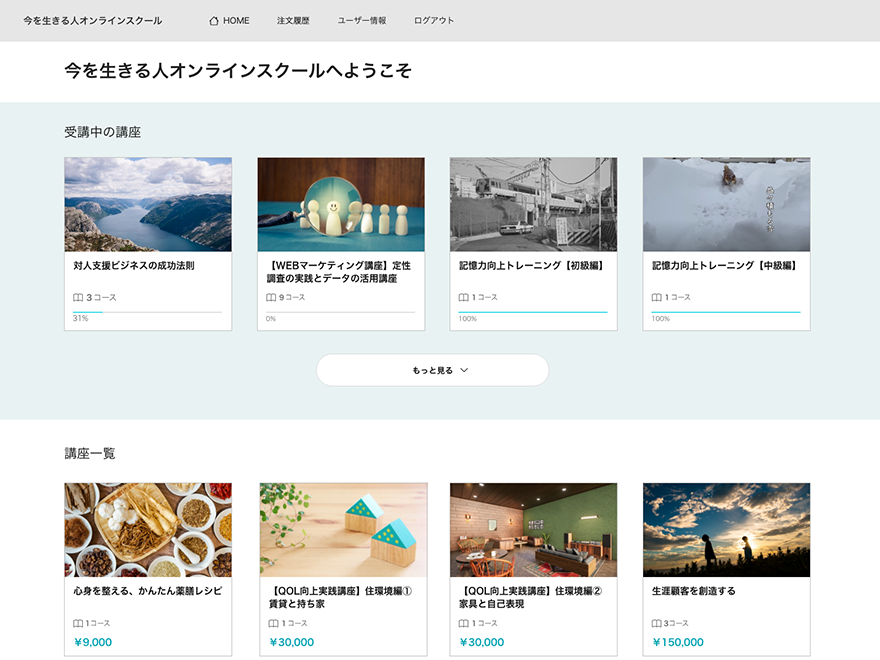 今を生きる人オンラインスクール
HOME
注文履歴
ユーザー情報
ログアウト
今を生きる人オンラインスクールへようこそ
受講中の講座
対人支援ビジネスの成功法則
3コース
31%
【WEBマーケティング講座】定性
調査の実践とデータの活用講座
9コース
0%
記憶力向上トレーニング【初級編】
1コース
100%
記憶力向上トレーニング【中級編】
1コース
100%
もっと見る
講座一覧
心身を整える、かんたん薬膳レシピ
1コース
¥9,000
【QOL向上実践講座】住環境編①
賃貸と持ち家
1コース
¥30,000
【QOL向上実践講座】住環境編②
家具と自己表現
1コース
¥30,000
生涯顧客を創造する
3コース
¥150,000